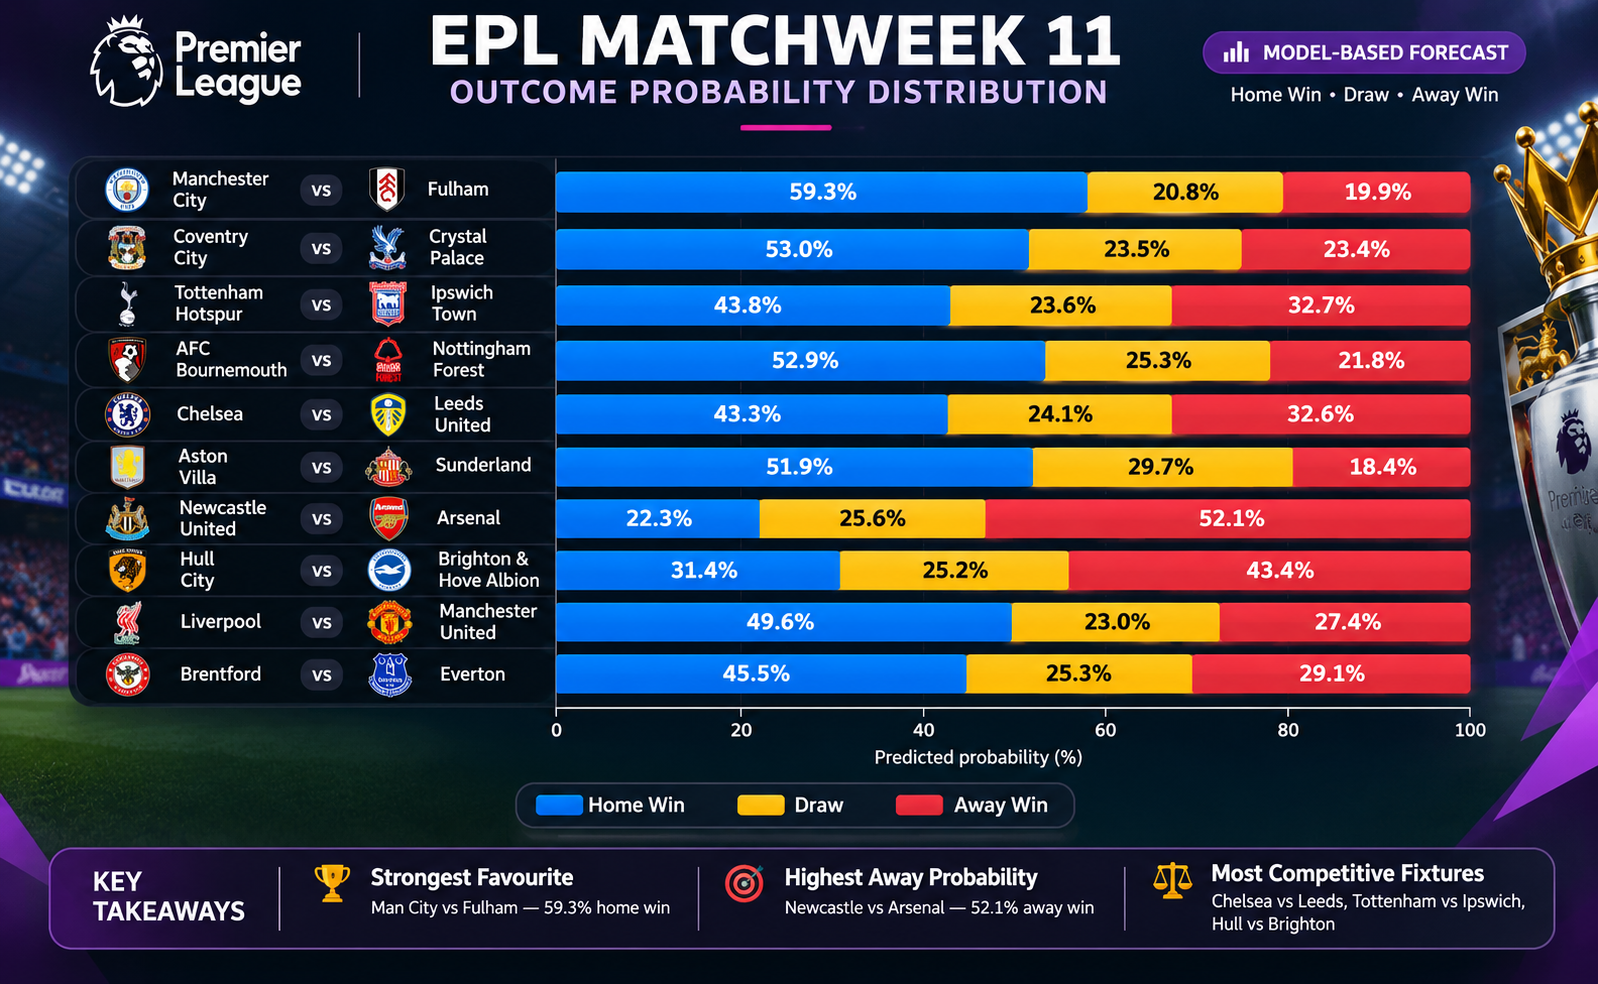 Premier
League
EPL MATCHWEEK 11
OUTCOME PROBABILITY DISTRIBUTION
MODEL-BASED FORECAST
Home Win • Draw • Away Win
Manchester
City
vs
Fulham
59.3%
20.8%
19.9%
Coventry
City
vs
Crystal
Palace
53.0%
23.5%
23.4%
Tottenham
Hotspur
vs
Ipswich
Town
43.8%
23.6%
32.7%
AFC
Bournemouth
vs
Nottingham
Forest
52.9%
25.3%
21.8%
Chelsea
vs
Leeds
United
43.3%
24.1%
32.6%
Aston
Villa
vs
Sunderland
51.9%
29.7%
18.4%
Newcastle
United
vs
Arsenal
22.3%
25.6%
52.1%
Hull
City
vs
Brighton &
Hove Albion
31.4%
25.2%
43.4%
Liverpool
vs
Manchester
United
49.6%
23.0%
27.4%
Brentford
vs
Everton
45.5%
25.3%
29.1%
0
20
40
60
80
100
Predicted probability (%)
Home Win
Draw
Away Win
KEY
TAKEAWAYS
Strongest Favourite
Man City vs Fulham — 59.3% home win
Highest Away Probability
Newcastle vs Arsenal — 52.1% away win
Most Competitive Fixtures
Chelsea vs Leeds, Tottenham vs Ipswich,
Hull vs Brighton